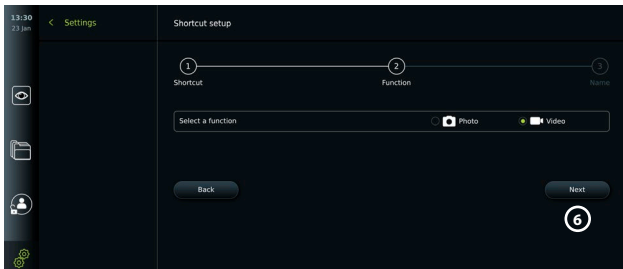 13:30
23 Jan
< Settings
Shortcut setup
1
2
3
Shortcut
Function
Name
Select a function
Photo
Video
Back
Next
6